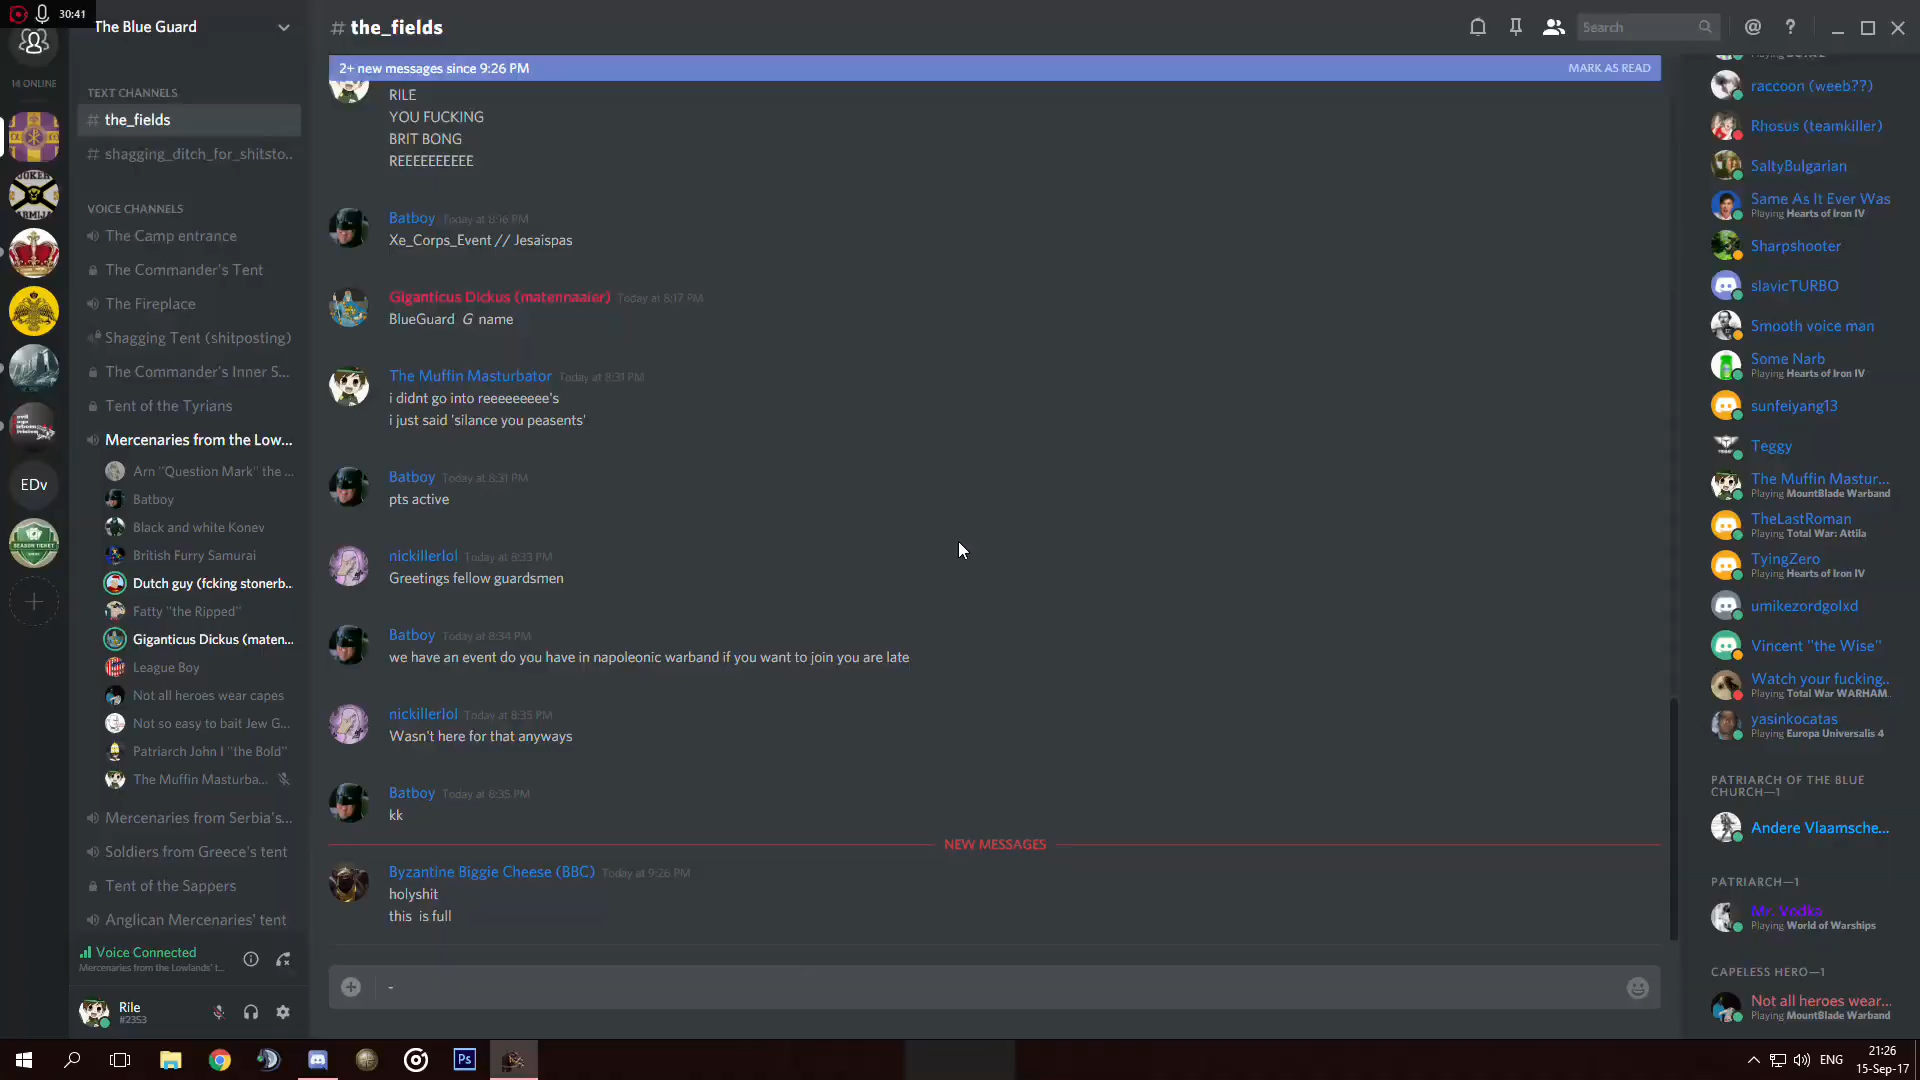 30:41
The Blue Guard
# the_fields
Search
14 ONLINE
JOKER
ARMIJA
EDv
SEASON TICKET
TEXT CHANNELS
# the_fields
# shagging_ditch_for_shitsto..
VOICE CHANNELS
The Camp entrance
The Commander's Tent
The Fireplace
Shagging Tent (shitposting)
The Commander's Inner S...
Tent of the Tyrians
Mercenaries from the Low...
Arn "Question Mark" the ...
Batboy
Black and white Konev
British Furry Samurai
Dutch guy (fcking stonerb..
Fatty "the Ripped"
Giganticus Dickus (maten...
League Boy
Not all heroes wear capes
Not so easy to bait Jew G...
Patriarch John I "the Bold"
The Muffin Masturba...
Mercenaries from Serbia's...
Soldiers from Greece's tent
Tent of the Sappers
Anglican Mercenaries' tent
Voice Connected
Mercenaries from the Lowlands' t...
Rile
#2353
2+ new messages since 9:26 PM
MARK AS READ
RILE
YOU FUCKING
BRIT BONG
REEEEEEEEEE
Batboy Today at 8:16 PM
Xe_Corps_Event // Jesaispas
Giganticus Dickus (matennaaier) Today at 8:17 PM
BlueGuard G name
The Muffin Masturbator Today at 8:31 PM
i didnt go into reeeeeeeee's
i just said 'silance you peasents'
Batboy Today at 8:31 PM
pts active
nickillerlol Today at 8:33 PM
Greetings fellow guardsmen
Batboy Today at 8:34 PM
we have an event do you have in napoleonic warband if you want to join you are late
nickillerlol Today at 8:35 PM
Wasn't here for that anyways
Batboy Today at 8:35 PM
kk
NEW MESSAGES
Byzantine Biggie Cheese (BBC) Today at 9:26 PM
holyshit
this is full
-
raccoon (weeb??)
Rhosus (teamkiller)
SaltyBulgarian
Same As It Ever Was
Playing Hearts of Iron IV
Sharpshooter
slavicTURBO
Smooth voice man
Some Narb
Playing Hearts of Iron IV
sunfeiyang13
Teggy
The Muffin Mastur...
Playing MountBlade Warband
TheLastRoman
Playing Total War: Attila
TyingZero
Playing Hearts of Iron IV
umikezordgolxd
Vincent "the Wise"
Watch your fucking..
Playing Total War WARHAM..
yasinkocatas
Playing Europa Universalis 4
PATRIARCH OF THE BLUE
CHURCH—1
Andere Vlaamsche...
PATRIARCH—1
Mr. Vodka
Playing World of Warships
CAPELESS HERO—1
Not all heroes wear...
Playing MountBlade Warband
Ps
ENG
21:26
15-Sep-17